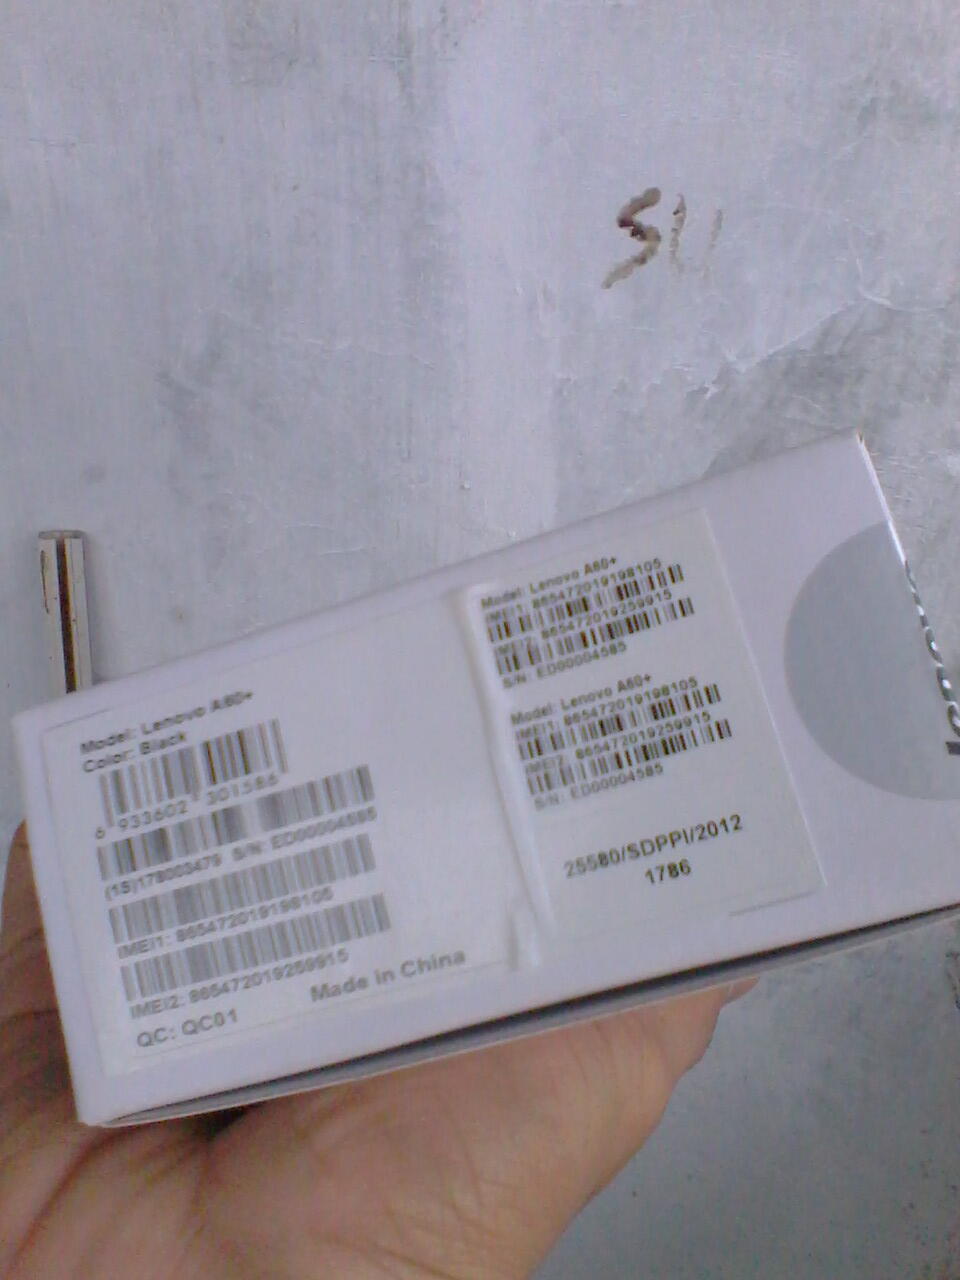 Model: Lenovo A60+
Color: Black
6 933602 301586
(15)178003479 S/N: ED00004585
IMEI1: 865472019198105
IMEI2: 865472019259915
QC: QC01 Made in China
Model: Lenovo A60+
IMEI1: 865472019198105
IMEI2: 865472019259915
S/N: ED00004585
Model: Lenovo A60+
IMEI1: 865472019198105
IMEI2: 865472019259915
S/N: ED00004585
25580/SDPPI/2012
1786